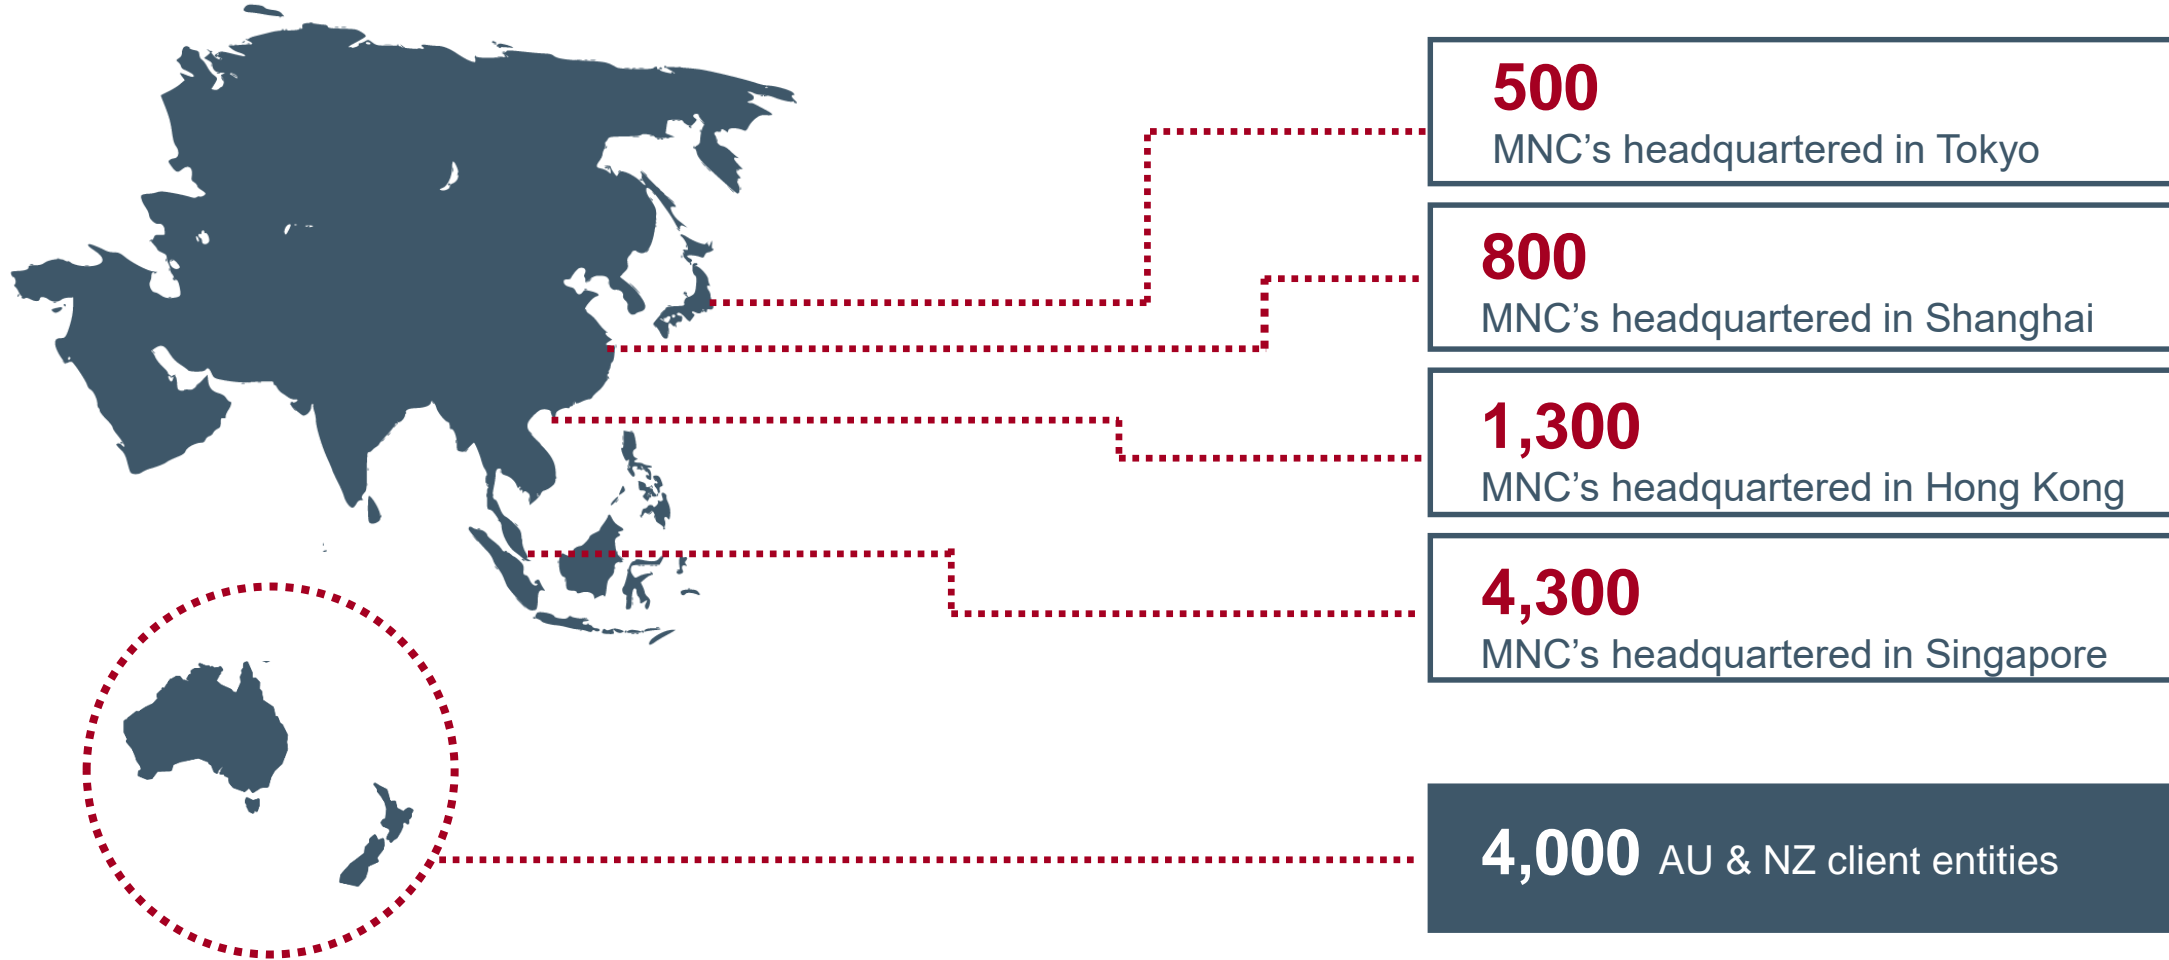 500
MNC’s headquartered in Tokyo
800
MNC’s headquartered in Shanghai
1,300
MNC’s headquartered in Hong Kong
4,300
MNC’s headquartered in Singapore
4,000 AU & NZ client entities